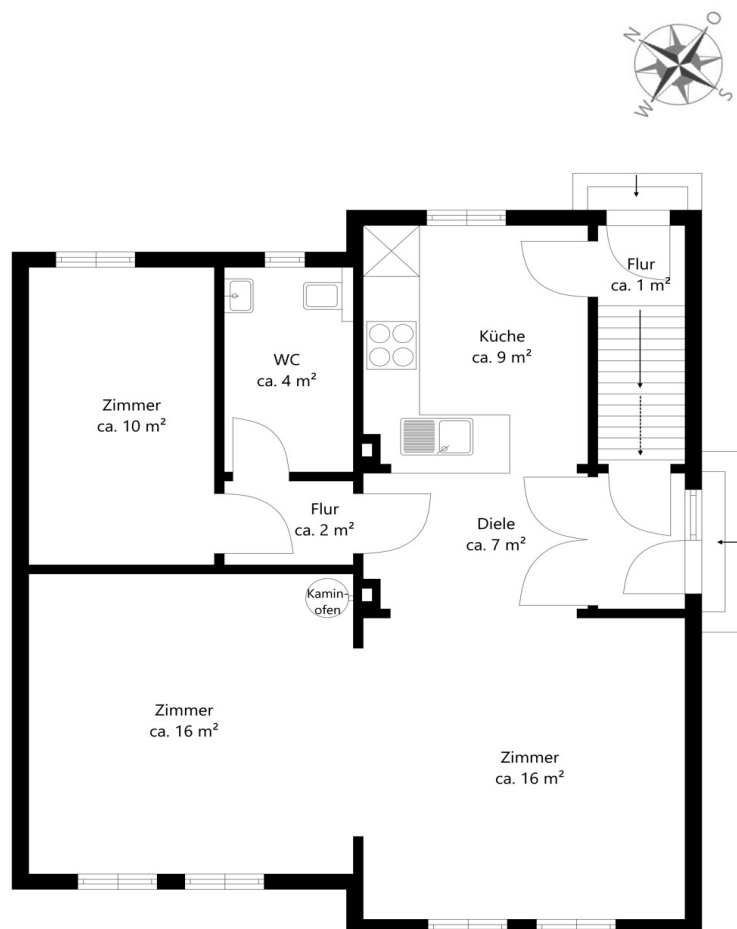 N
O
W
S
Flur
ca. 1 m²
Küche
ca. 9 m²
WC
ca. 4 m²
Zimmer
ca. 10 m²
Flur
ca. 2 m²
Diele
ca. 7 m²
Kamin-
ofen
Zimmer
ca. 16 m²
Zimmer
ca. 16 m²